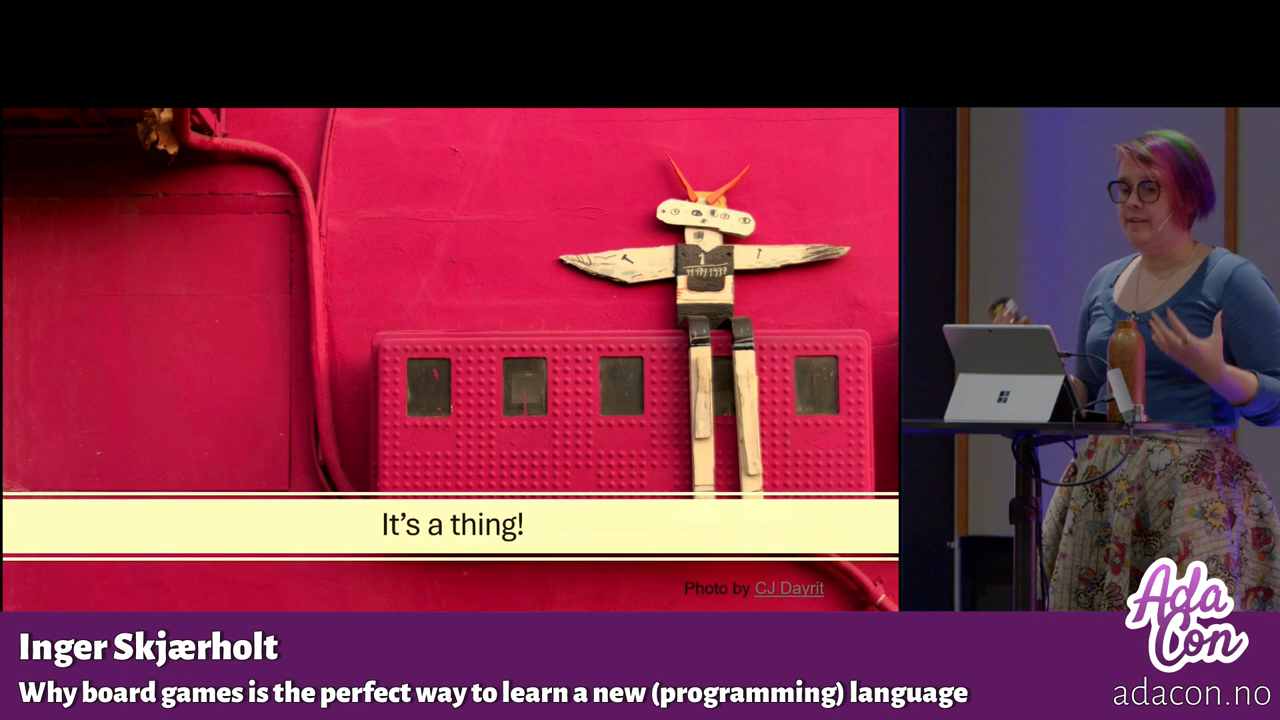 It's a thing!
Photo by CJ Dayrit
Inger Skjærholt
Why board games is the perfect way to learn a new (programming) language
Ada
Con
adacon.no